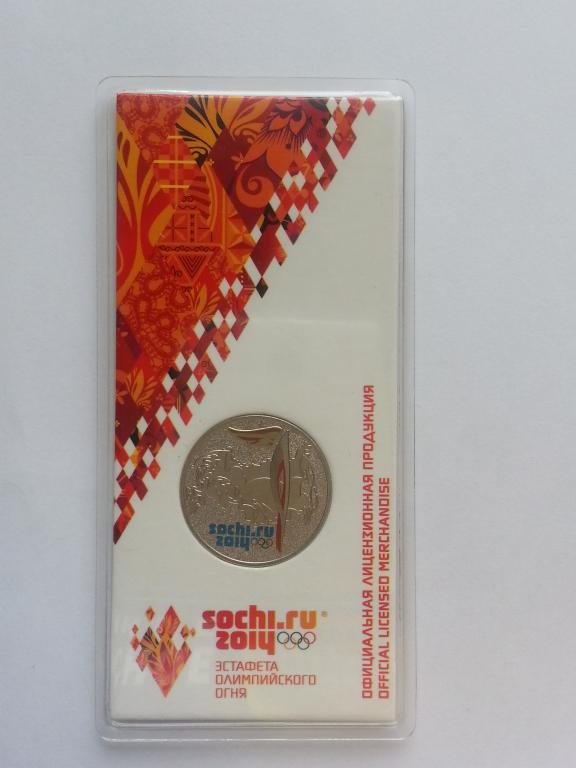 sochi.ru
2014
sochi.ru®
2014
ЭСТАФЕТА
ОЛИМПИЙСКОГО
ОГНЯ
ОФИЦИАЛЬНАЯ ЛИЦЕНЗИОННАЯ ПРОДУКЦИЯ
OFFICIAL LICENSED MERCHANDISE